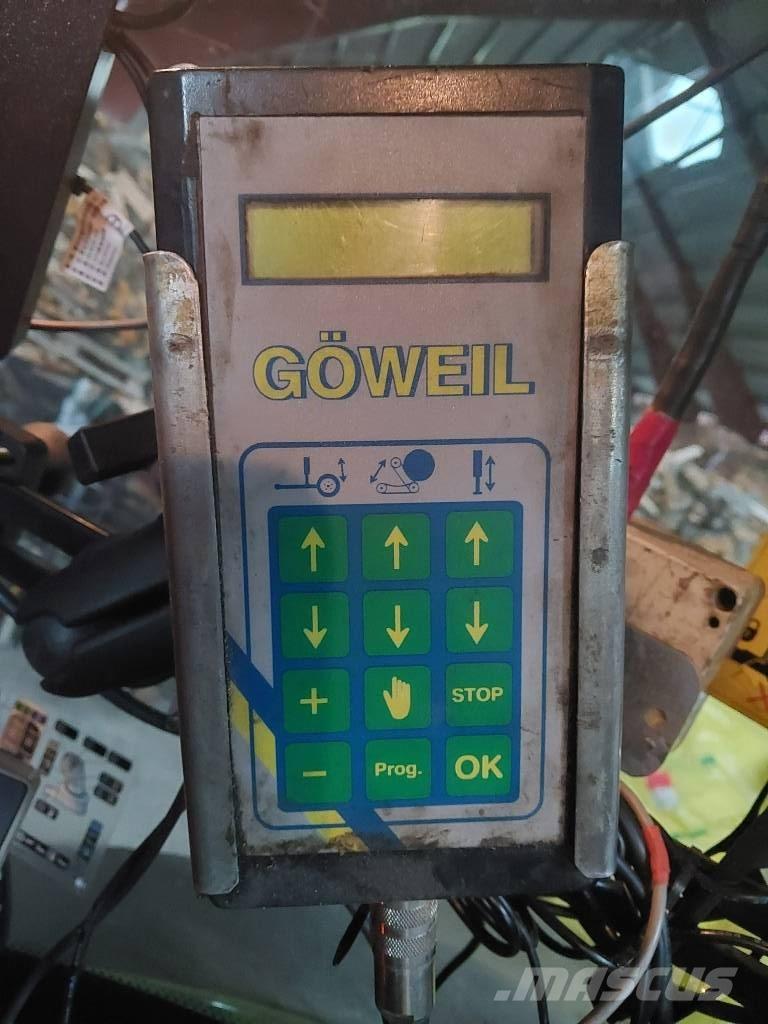 GÖWEIL
+ STOP
- Prog. OK
MASCUS